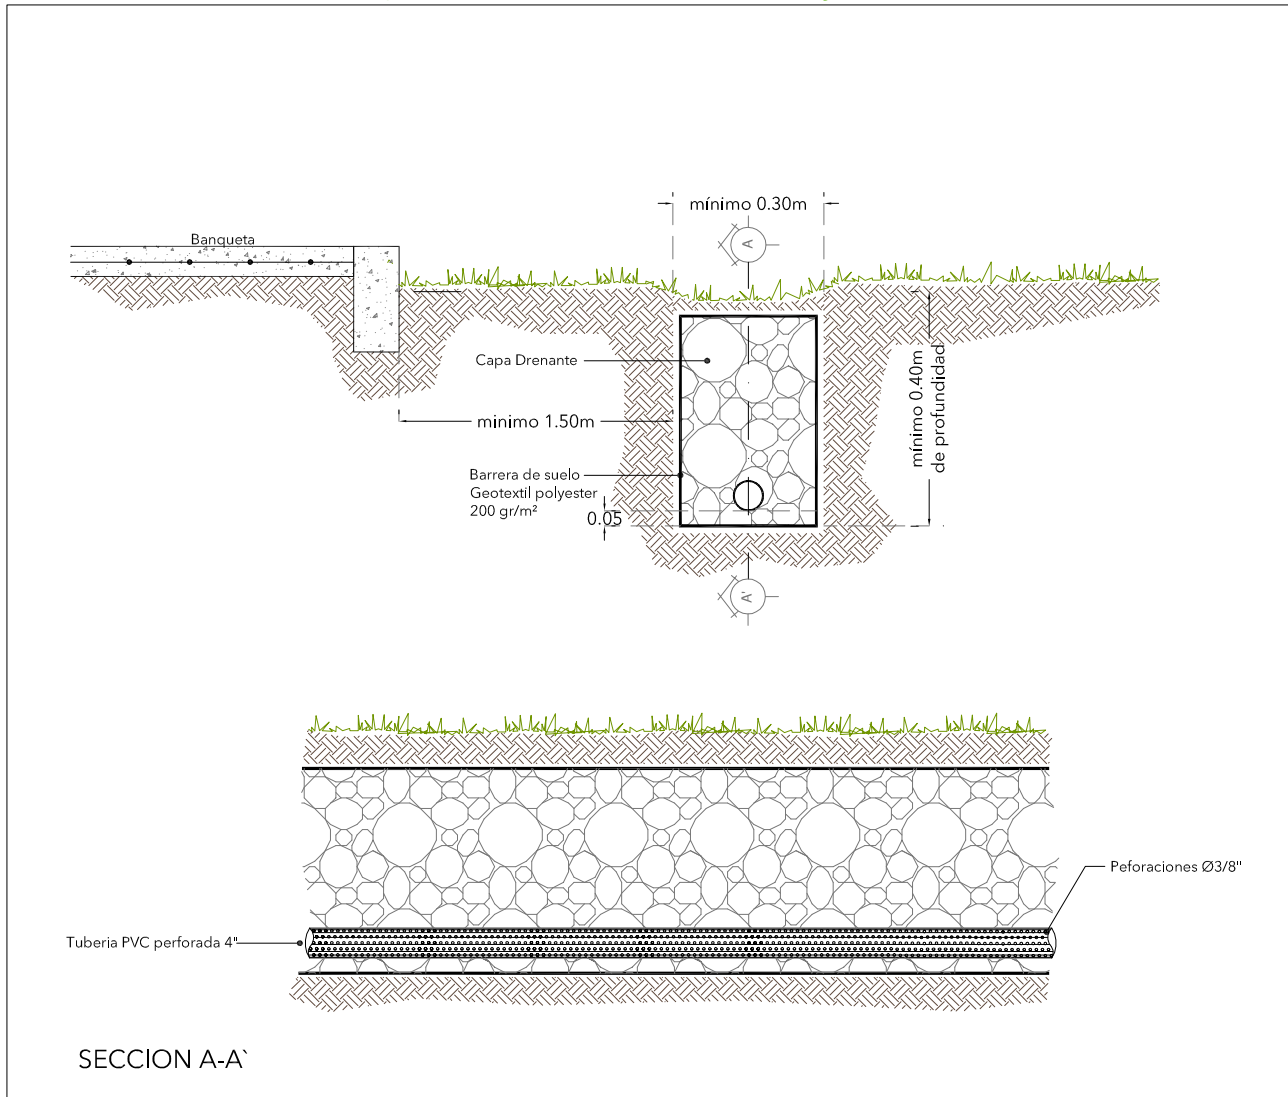 mínimo 0.30m
A
Banqueta
Capa Drenante
minimo 1.50m
mínimo 0.40m
de profundidad
Barrera de suelo
Geotextil polyester
200 gr/m²
0.05
A'
Peforaciones Ø3/8"
Tuberia PVC perforada 4"
SECCION A-A`